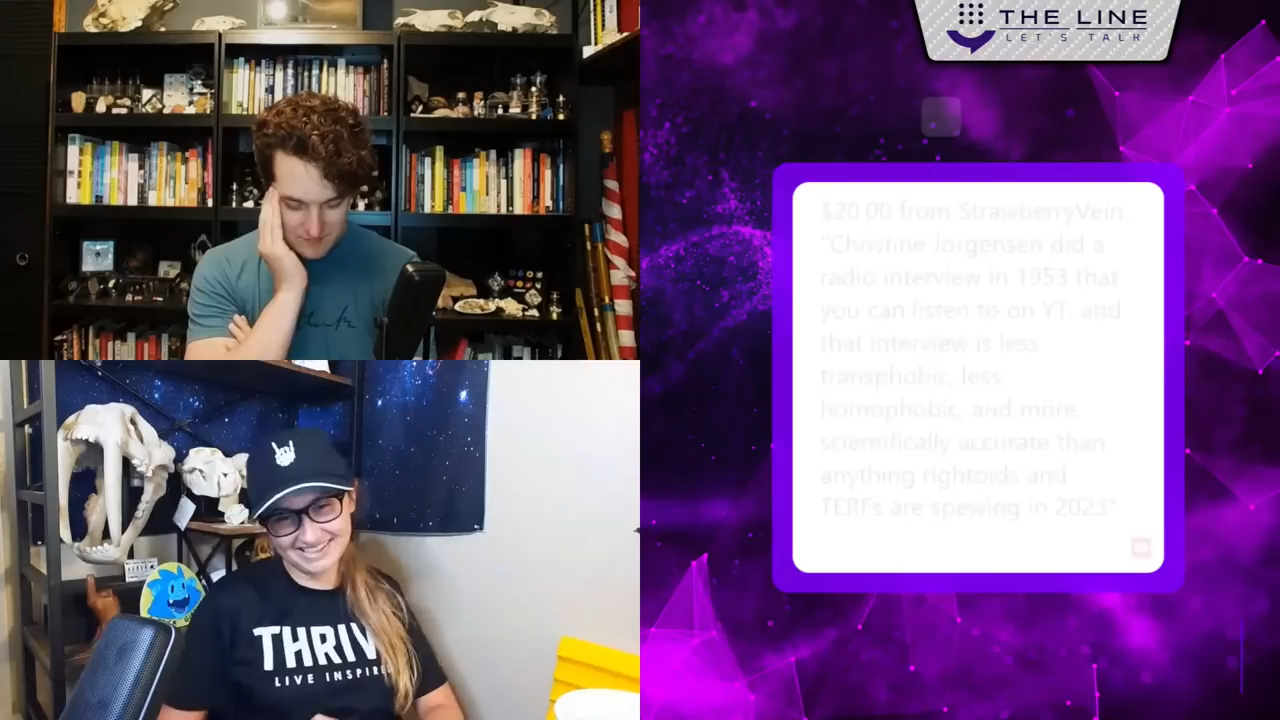 THE LINE
LET'S TALK
$20.00 from StrawberryVein
"Christine Jorgensen did a
radio interview in 1953 that
you can listen to on YT, and
that interview is less
transphobic, less
homophobic, and more
scientifically accurate than
anything rightoids and
TERFs are spewing in 2023"
THRIV
LIVE INSPIRED